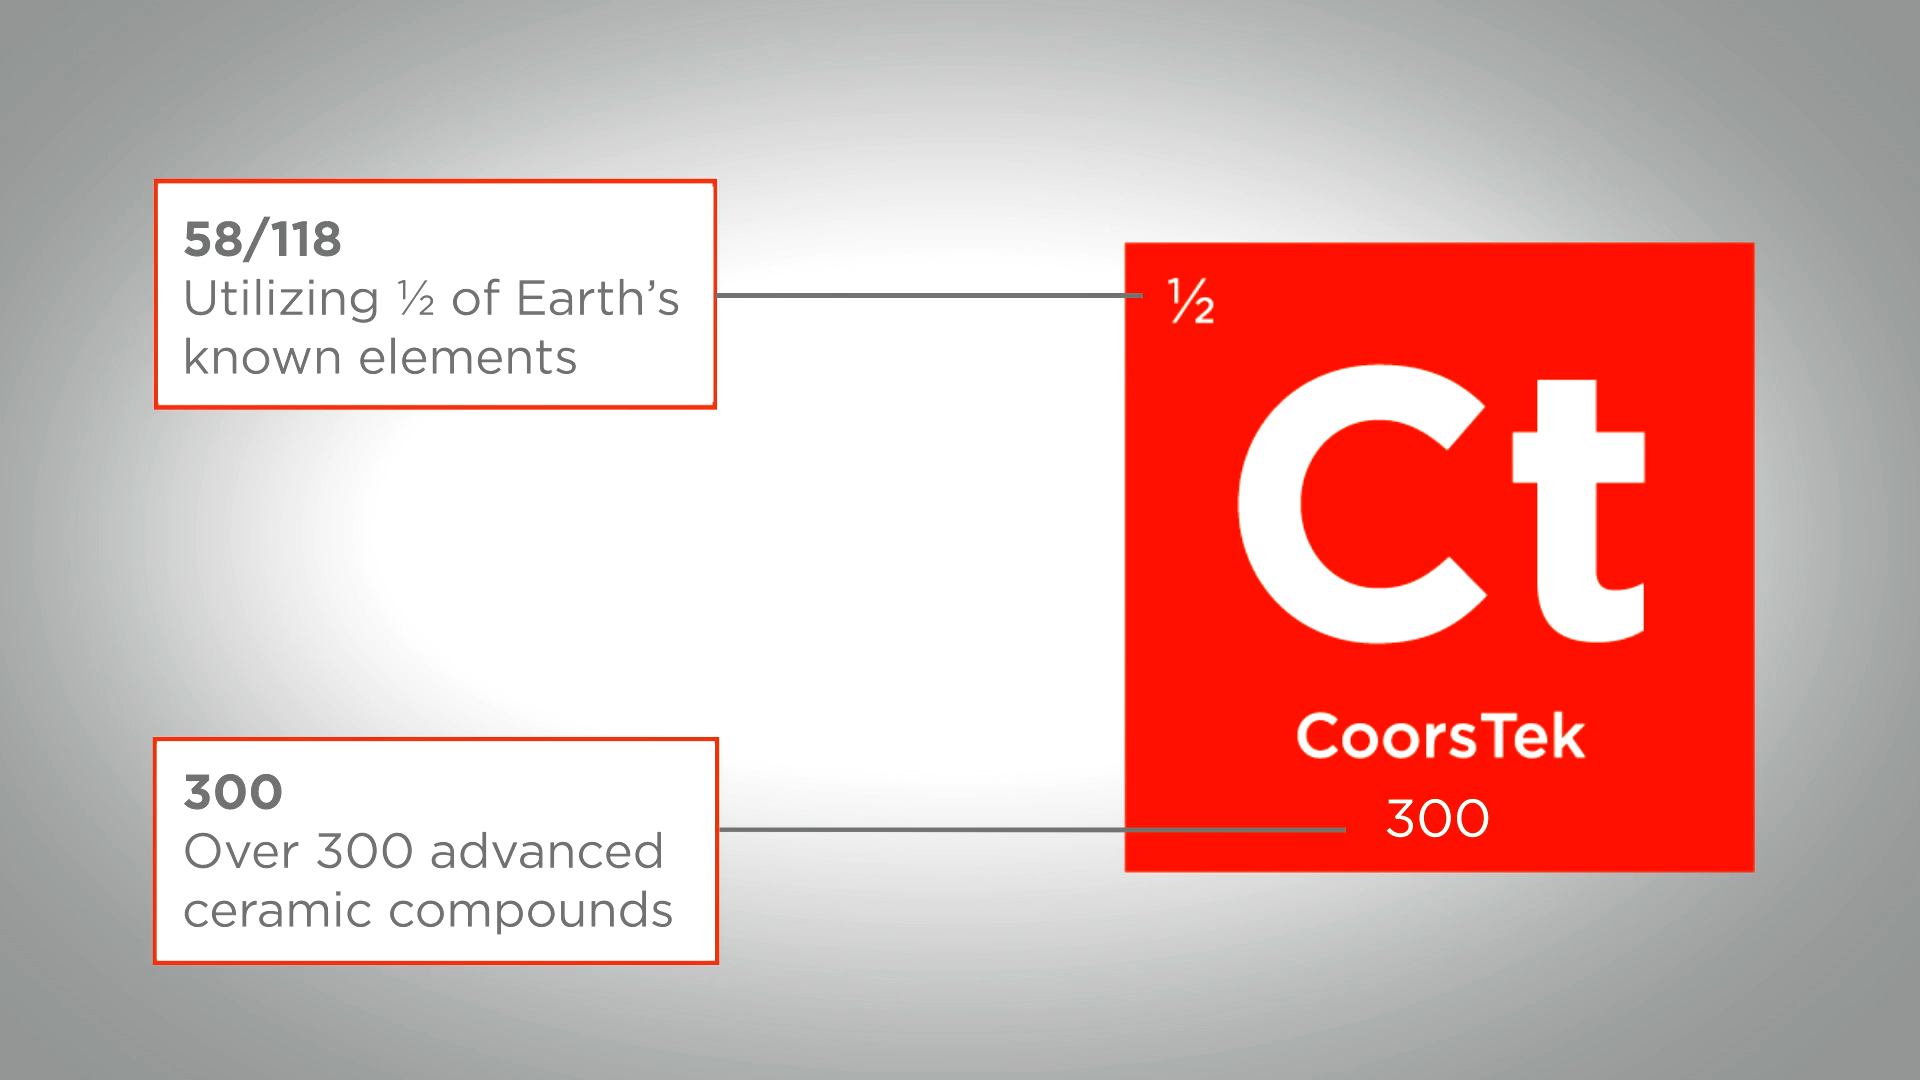 58/118
Utilizing ½ of Earth’s
known elements
300
Over 300 advanced
ceramic compounds
½
Ct
CoorsTek
300